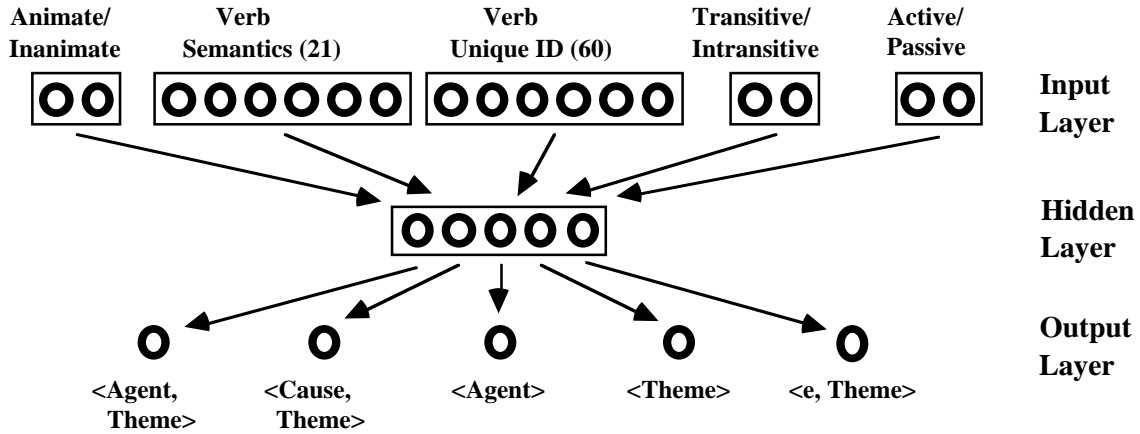 Animate/
Inanimate
Verb
Semantics (21)
Verb
Unique ID (60)
Transitive/
Intransitive
Active/
Passive
Input
Layer
Hidden
Layer
Output
Layer
<Agent,
Theme>
<Cause,
Theme>
<Agent>
<Theme>
<e, Theme>